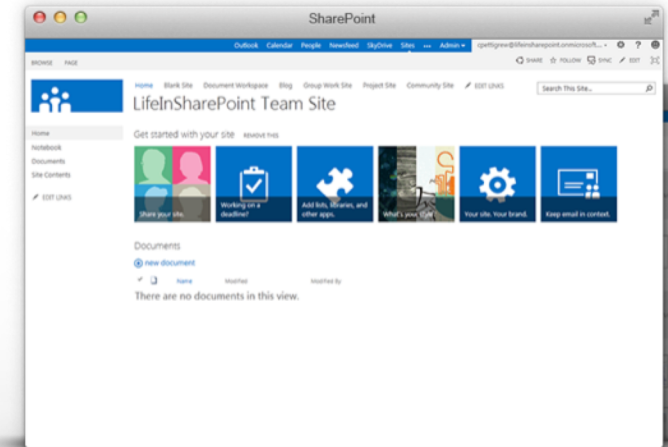 SharePoint
Outlook Calendar People Newsfeed SkyDrive Sites ••• Admin cpettigrew@lifeinsharepoint.onmicrosoft... ?
BROWSE PAGE SHARE FOLLOW SYNC EDIT
Home Blank Site Document Workspace Blog Group Work Site Project Site Community Site EDIT LINKS
Search This Site...
LifeInSharePoint Team Site
Home
Notebook
Documents
Site Contents
EDIT LINKS
Get started with your site REMOVE THIS
Share your site.
Working on a
deadline?
Add lists, libraries, and
other apps.
What's your style?
Your site. Your brand.
Keep email in context.
Documents
new document
Name Modified Modified By
There are no documents in this view.